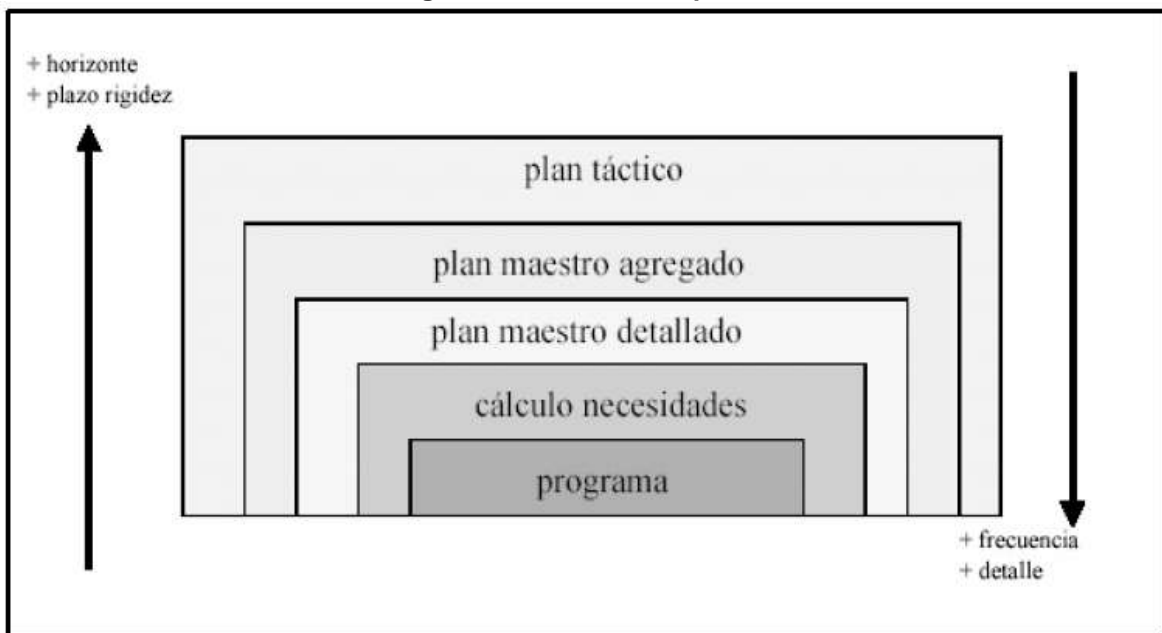 + horizonte
+ plazo rigidez
plan táctico
plan maestro agregado
plan maestro detallado
cálculo necesidades
programa
+ frecuencia
+ detalle